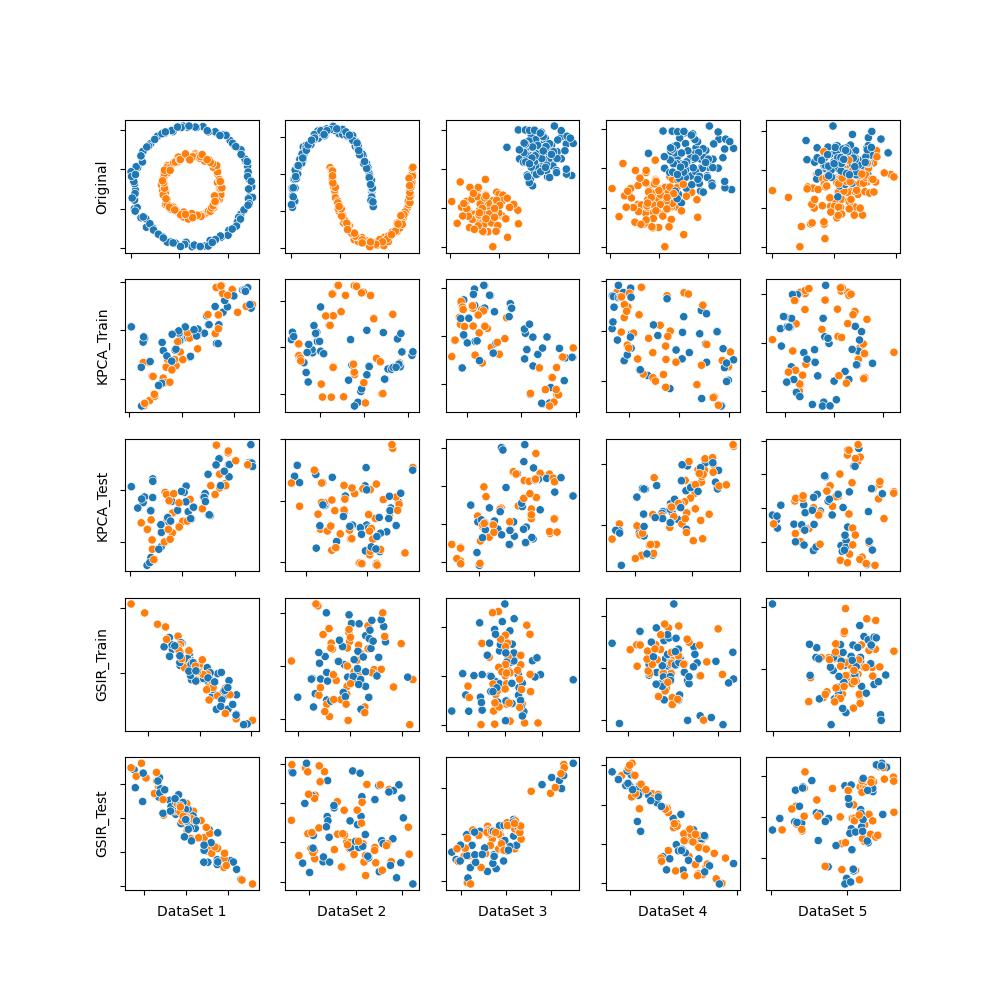 Original
KPCA_Train
KPCA_Test
GSIR_Train
GSIR_Test
DataSet 1
DataSet 2
DataSet 3
DataSet 4
DataSet 5